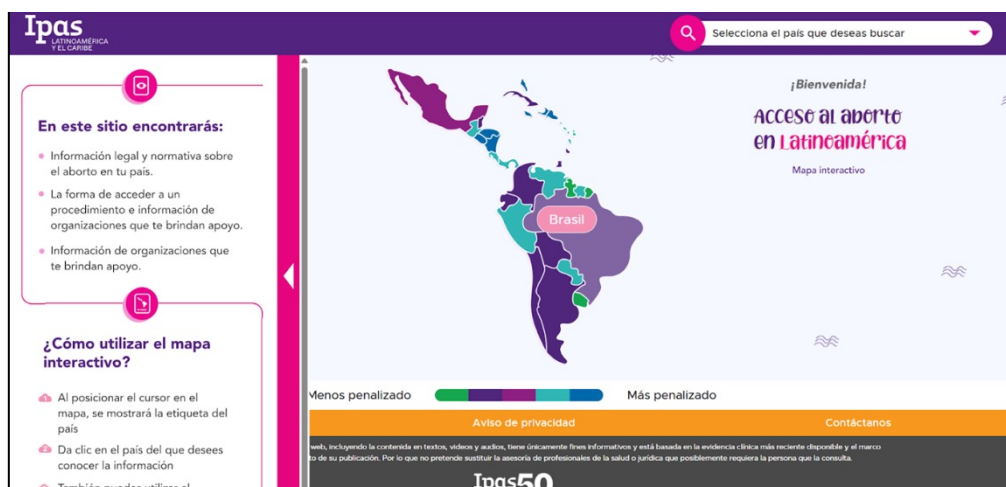 Ipas
LATINOAMÉRICA
Y EL CARIBE
Selecciona el país que deseas buscar
En este sitio encontrarás:
Información legal y normativa sobre
el aborto en tu país.
La forma de acceder a un
procedimiento e información de
organizaciones que te brindan apoyo.
Información de organizaciones que
te brindan apoyo.
¿Cómo utilizar el mapa
interactivo?
1 Al posicionar el cursor en el
mapa, se mostrará la etiqueta del
país
2 Da clic en el país del que desees
conocer la información
También puedes utilizar el
Brasil
¡Bienvenida!
Acceso al aborto
en Latinoamérica
Mapa interactivo
Menos penalizado
Más penalizado
Aviso de privacidad
Contáctanos
web, incluyendo la contenida en textos, videos y audios, tiene únicamente fines informativos y está basada en la evidencia clínica más reciente disponible y el marco
to de su publicación. Por lo que no pretende sustituir la asesoría de profesionales de la salud o jurídica que posiblemente requiera la persona que la consulta.
Ipas50